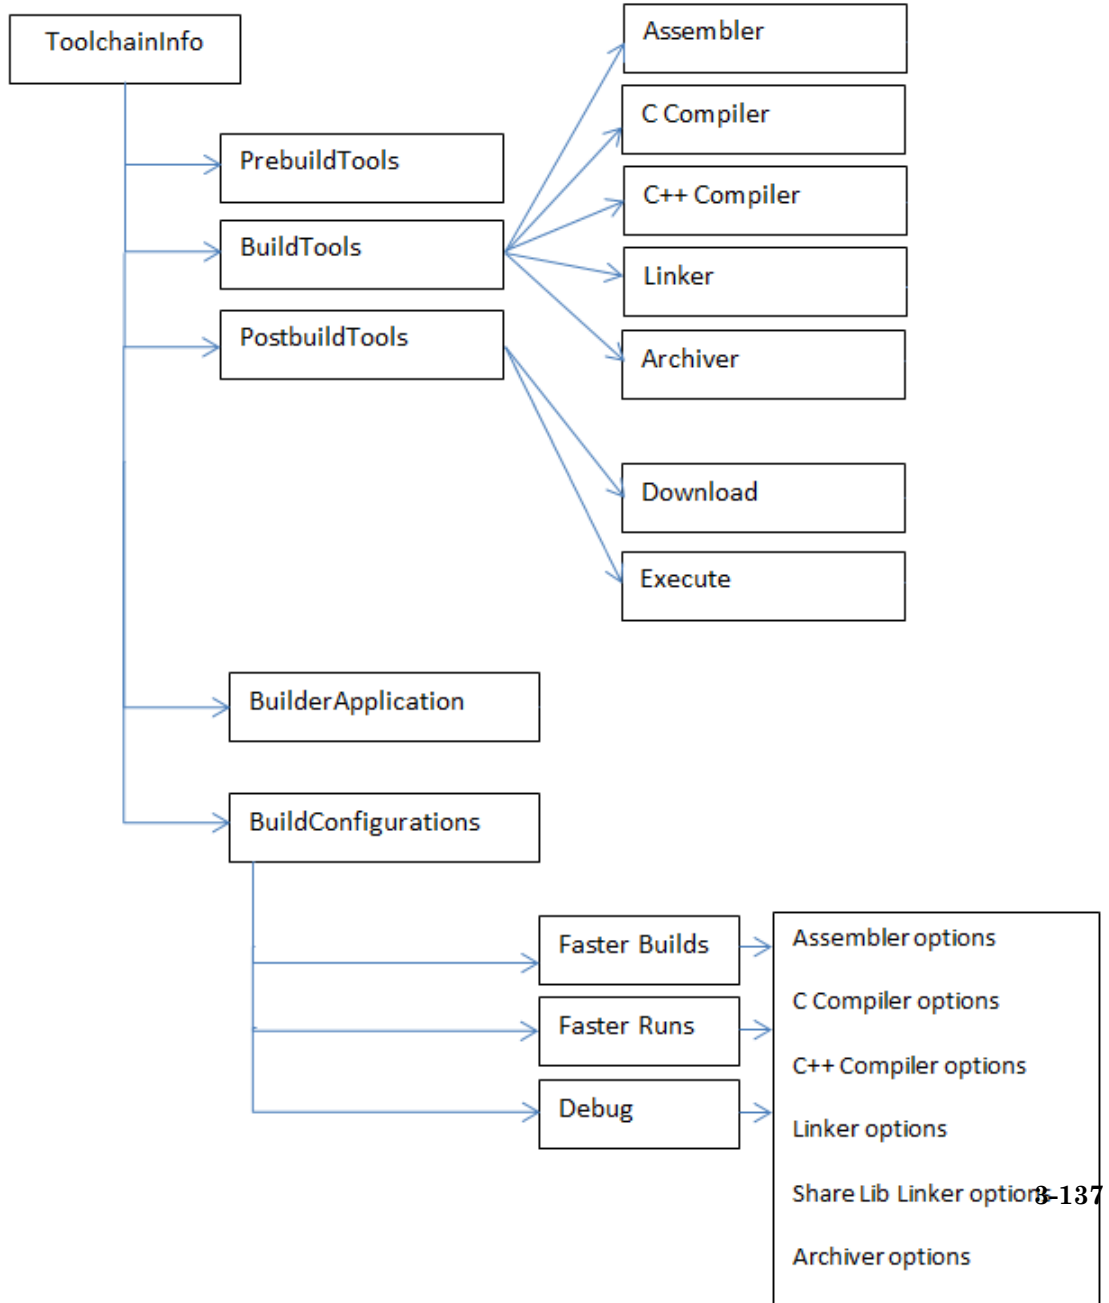 ToolchainInfo
PrebuildTools
BuildTools
PostbuildTools
Assembler
C Compiler
C++ Compiler
Linker
Archiver
Download
Execute
BuilderApplication
BuildConfigurations
Faster Builds
Faster Runs
Debug
Assembler options
C Compiler options
C++ Compiler options
Linker options
Share Lib Linker options
3-137
Archiver options